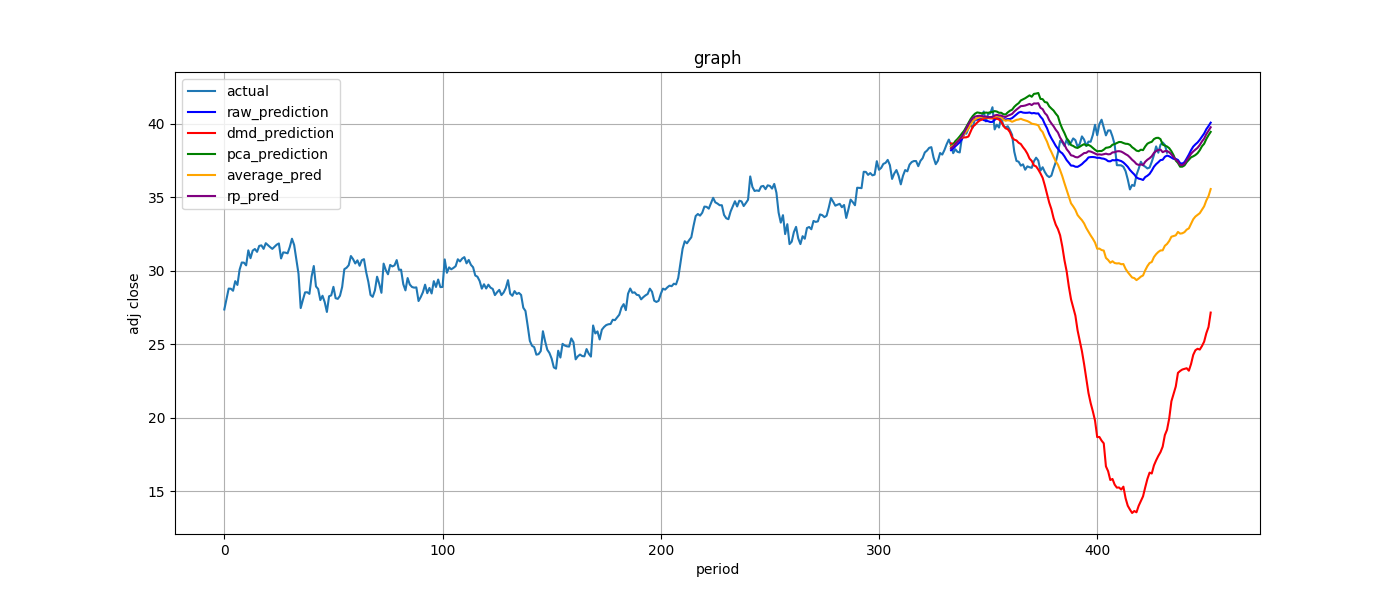 graph
actual
raw_prediction
dmd_prediction
pca_prediction
average_pred
rp_pred
adj close
40
35
30
25
20
15
0 100 200 300 400
period